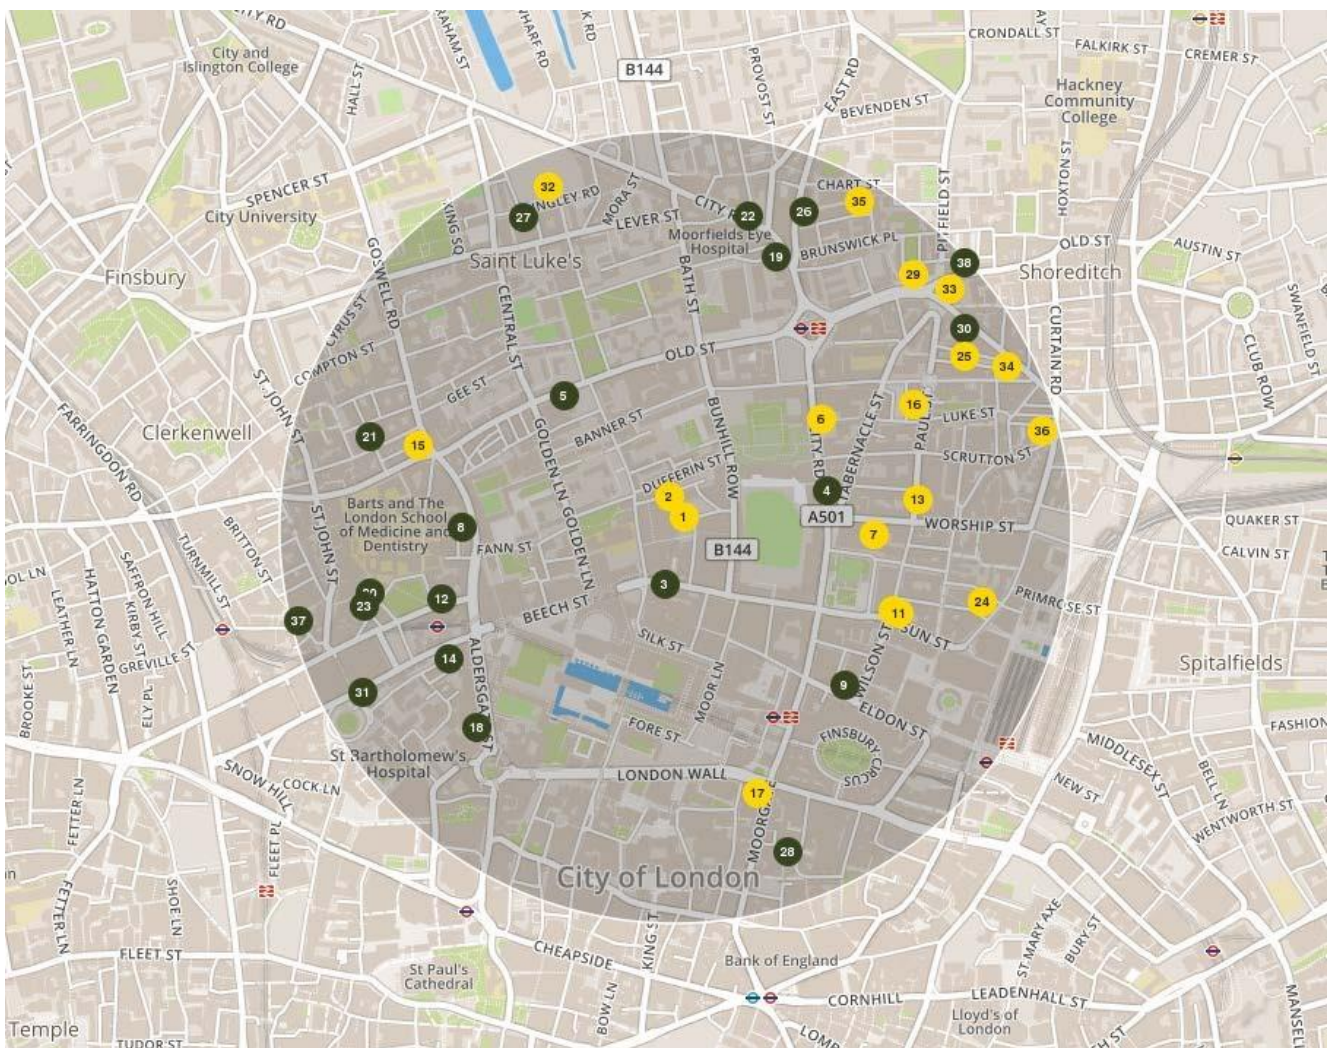 CITY RD
City and
Islington College
HALL ST
WHARF RD
B144
PROVOST ST
EAST RD
BEVENDEN ST
CRONDALL ST
FALKIRK ST
CREMER ST
Hackney
Community
College
HOXTON ST
SPENCER ST
City University
KING SQ
32
27
MORA ST
LEVER ST
22
Moorfields Eye
Hospital
26
CHART ST
35
19
BRUNSWICK PL
PITFIELD ST
OLD ST
AUSTIN ST
SWANFIELD ST
Finsbury
Saint Luke's
GOSWELL RD
BATH ST
29
38
33
Shoreditch
CYRUS ST
COMPTON ST
CENTRAL ST
OLD ST
30
25
34
CURTAIN RD
CLUB ROW
ST. JOHN ST
GEE ST
5
BANNER ST
BUNHILL ROW
6
TABERNACLE ST
16
LUKE ST
36
SCRUTTON ST
FARRINGDON RD
Clerkenwell
21
15
GOLDEN LN
GOLDEN LN
DUFFERIN ST
2
1
4
A501
13
WORSHIP ST
7
QUAKER ST
CALVIN ST
Barts and The
London School
of Medicine and
Dentistry
8
FANN ST
B144
ST. JOHN ST
BRITTON ST
TURNMILL ST
SAFFRON HILL
KIRBY ST
HATTON GARDEN
LEATHER LN
GREVILLE ST
37
23
12
BEECH ST
3
11
24
SUN ST
PRIMROSE ST
SILK ST
WILSON ST
Spitalfields
BROOKE ST
ELY PL
14
31
18
MOOR LN
9
ELDON ST
FORE ST
FINSBURY
CIRCUS
FASHION
MIDDLESEX ST
BELL LN
WENTWORTH ST
NEW ST
St Bartholomew's
Hospital
SNOW HILL
COCK LN
LONDON WALL
17
28
FETTER LN
FLEET PL
FETTER LN
SHOE LN
City of London
KING ST
ST MARY AXE
BURY ST
FLEET ST
St Paul's
Cathedral
CHEAPSIDE
BOW LN
Bank of England
CORNHILL
LEADENHALL ST
Lloyd's of
London
Temple
TUDOR ST